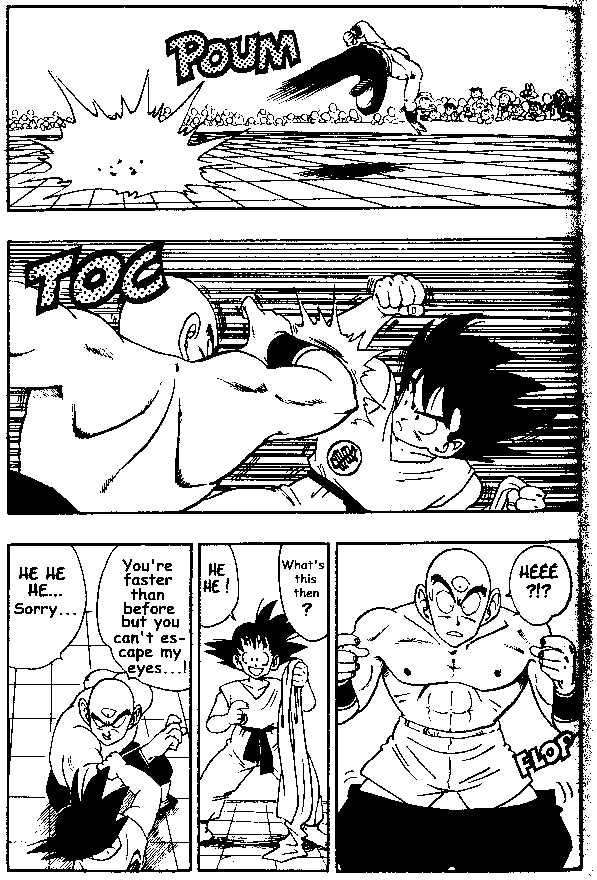 POUM
TOC
HE HE
HE...
Sorry...
You're
faster
than
before
but you
can't es-
cape my
eyes...!
HE
HE!
What's
this
then
?
HEEE
?!?
FLOP